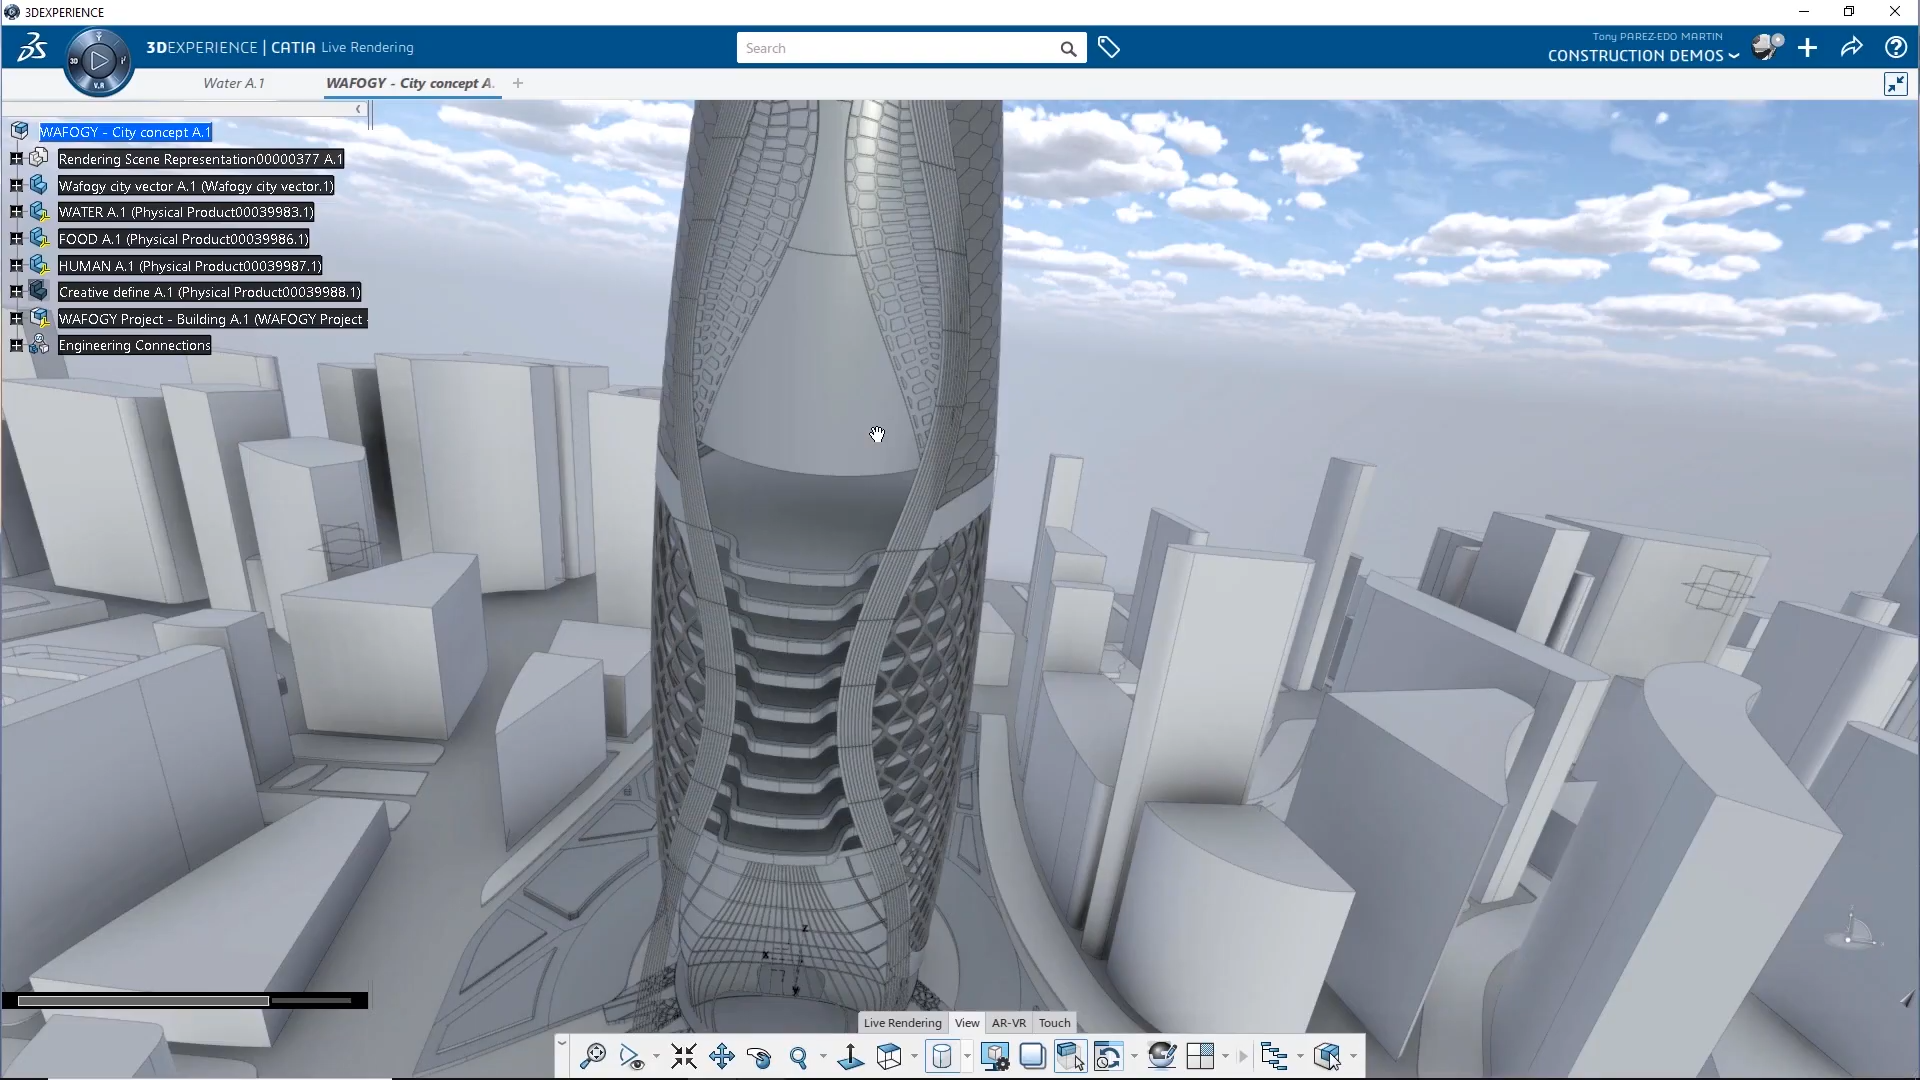 3DEXPERIENCE
3DEXPERIENCE | CATIA Live Rendering
Search
Tony PAREZ-EDO MARTIN
CONSTRUCTION DEMOS
3D
V.R
Water A.1
WAFOGY - City concept A.
WAFOGY - City concept A.1
Rendering Scene Representation00000377 A.1
Wafogy city vector A.1 (Wafogy city vector.1)
WATER A.1 (Physical Product00039983.1)
FOOD A.1 (Physical Product00039986.1)
HUMAN A.1 (Physical Product00039987.1)
Creative define A.1 (Physical Product00039988.1)
WAFOGY Project - Building A.1 (WAFOGY Project -
Engineering Connections
z
x
y
Live Rendering View AR-VR Touch